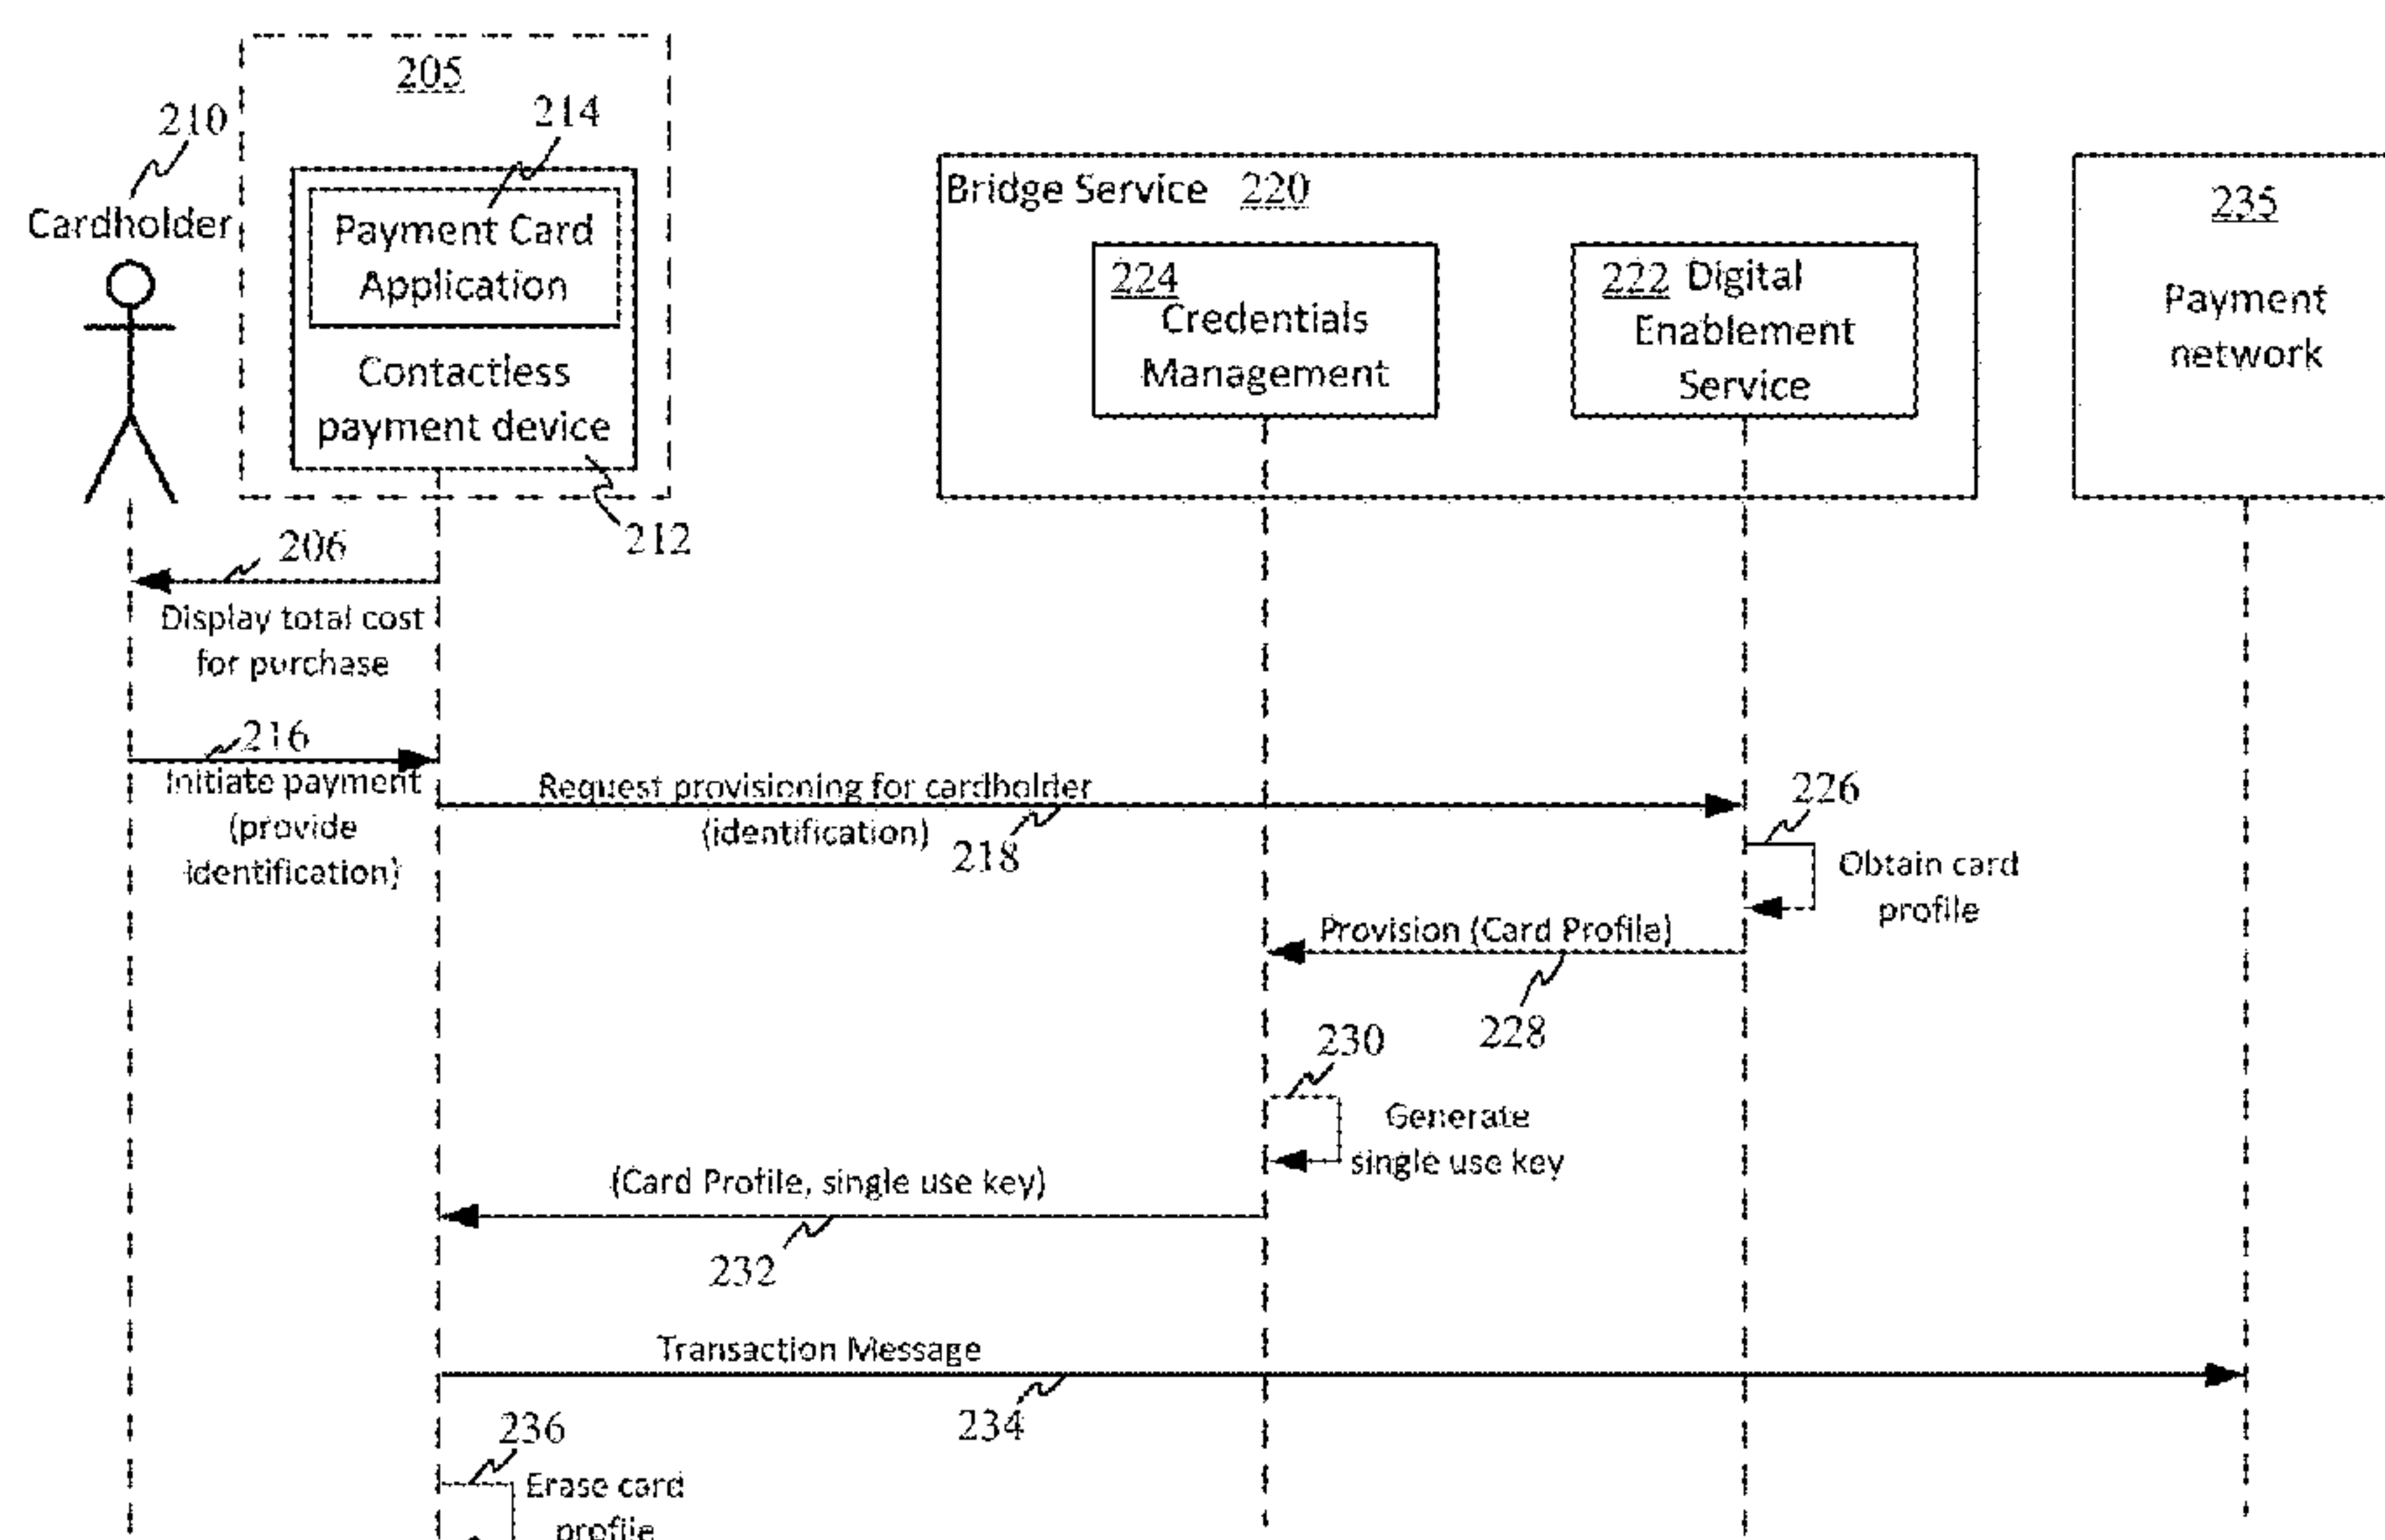 205
210
214
Cardholder
Payment Card
Application
Contactless
payment device
212
Bridge Service 220
224
Credentials
Management
222 Digital
Enablement
Service
235
Payment
network
206
Display total cost
for purchase
216
Initiate payment
(provide
identification)
Request provisioning for cardholder
(identification)
218
226
Obtain card
profile
Provision (Card Profile)
228
230
Generate
single use key
(Card Profile, single use key)
232
Transaction Message
234
236
Erase card
profile